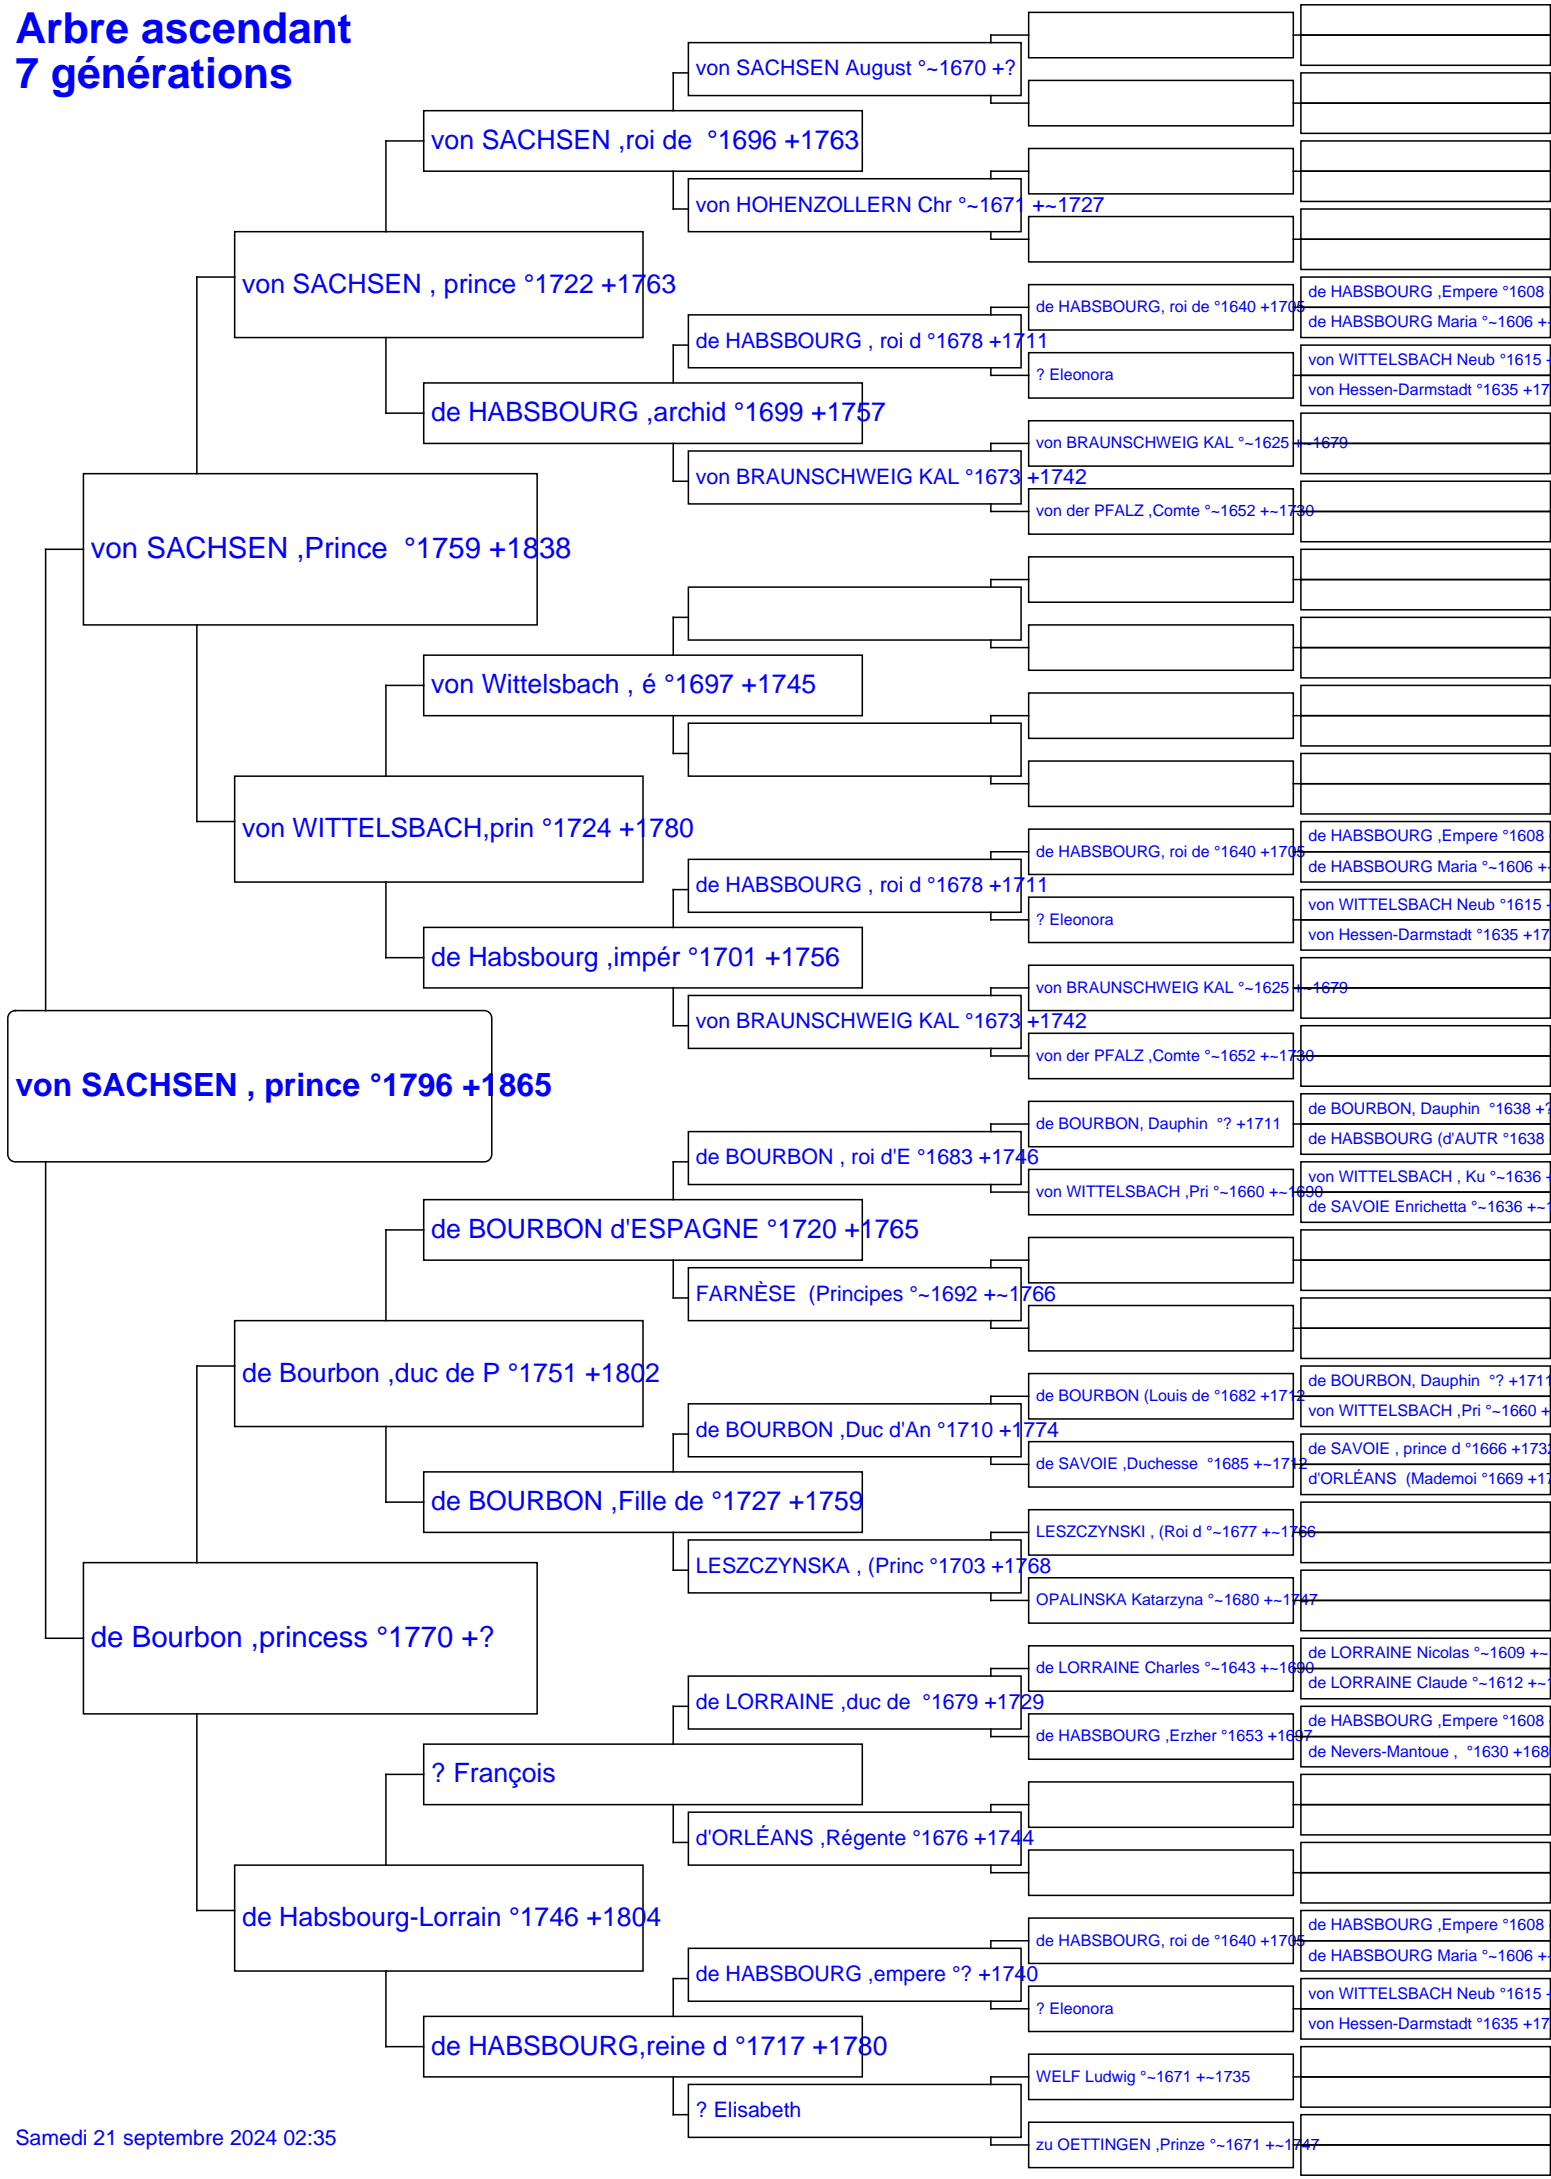 Arbre ascendant
7 générations
von SACHSEN , prince °1796 +1865
von SACHSEN ,Prince °1759 +1838
de Bourbon ,princess °1770 +?
von SACHSEN , prince °1722 +1763
von WITTELSBACH,prin °1724 +1780
de Bourbon ,duc de P °1751 +1802
de Habsbourg-Lorrain °1746 +1804
von SACHSEN ,roi de °1696 +1763
de HABSBOURG ,archid °1699 +1757
von Wittelsbach , é °1697 +1745
de Habsbourg ,impér °1701 +1756
de BOURBON d'ESPAGNE °1720 +1765
de BOURBON ,Fille de °1727 +1759
? François
de HABSBOURG,reine d °1717 +1780
von SACHSEN August °~1670 +?
von HOHENZOLLERN Chr °~1671 +~1727
de HABSBOURG , roi d °1678 +1711
von BRAUNSCHWEIG KAL °1673 +1742
de HABSBOURG , roi d °1678 +1711
von BRAUNSCHWEIG KAL °1673 +1742
de BOURBON , roi d'E °1683 +1746
FARNÈSE (Principes °~1692 +~1766
de BOURBON ,Duc d'An °1710 +1774
LESZCZYNSKA , (Princ °1703 +1768
de LORRAINE ,duc de °1679 +1729
d'ORLÉANS ,Régente °1676 +1744
de HABSBOURG ,empere °? +1740
? Elisabeth
de HABSBOURG, roi de °1640 +1705
? Eleonora
von BRAUNSCHWEIG KAL °~1625 +~1679
von der PFALZ ,Comte °~1652 +~1730
de HABSBOURG, roi de °1640 +1705
? Eleonora
von BRAUNSCHWEIG KAL °~1625 +~1679
von der PFALZ ,Comte °~1652 +~1730
de BOURBON, Dauphin °? +1711
von WITTELSBACH ,Pri °~1660 +~1690
de BOURBON (Louis de °1682 +1712
de SAVOIE ,Duchesse °1685 +~1712
LESZCZYNSKI , (Roi d °~1677 +~1766
OPALINSKA Katarzyna °~1680 +~1747
de LORRAINE Charles °~1643 +~1690
de HABSBOURG ,Erzher °1653 +1697
de HABSBOURG, roi de °1640 +1705
? Eleonora
WELF Ludwig °~1671 +~1735
zu OETTINGEN ,Prinze °~1671 +~1747
de HABSBOURG ,Empere °1608
de HABSBOURG Maria °~1606 +~
von WITTELSBACH Neub °1615 +
von Hessen-Darmstadt °1635 +17
de HABSBOURG ,Empere °1608
de HABSBOURG Maria °~1606 +~
von WITTELSBACH Neub °1615 +
von Hessen-Darmstadt °1635 +17
de BOURBON, Dauphin °1638 +?
de HABSBOURG (d'AUTR °1638
von WITTELSBACH , Ku °~1636 +
de SAVOIE Enrichetta °~1636 +~1
de BOURBON, Dauphin °? +1711
von WITTELSBACH ,Pri °~1660 +
de SAVOIE , prince d °1666 +1732
d'ORLÉANS (Mademoi °1669 +17
de LORRAINE Nicolas °~1609 +~
de LORRAINE Claude °~1612 +~1
de HABSBOURG ,Empere °1608
de Nevers-Mantoue , °1630 +168
de HABSBOURG ,Empere °1608
de HABSBOURG Maria °~1606 +~
von WITTELSBACH Neub °1615 +
von Hessen-Darmstadt °1635 +17
Samedi 21 septembre 2024 02:35